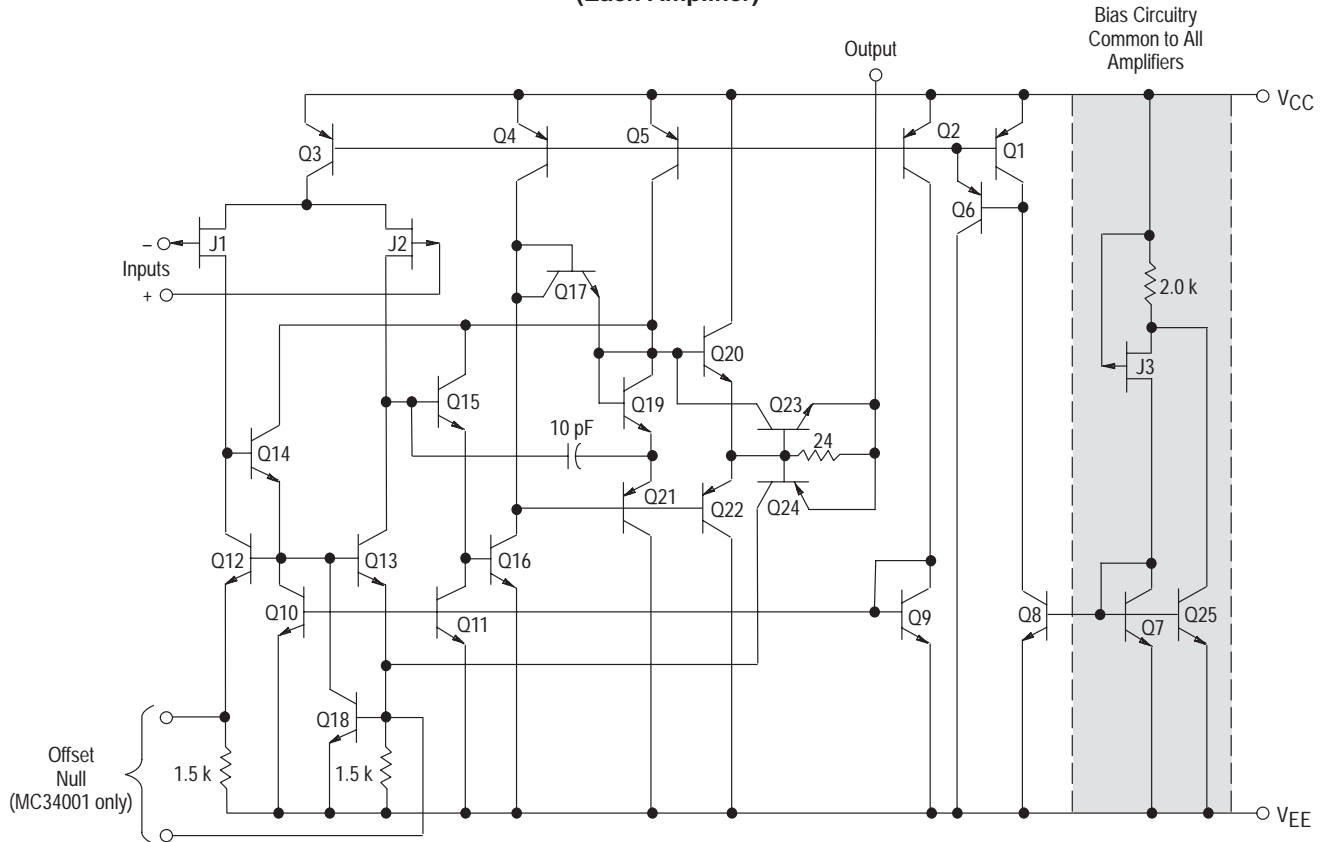 (Each Amplifier)
Bias Circuitry
Common to All
Amplifiers
Output
VCC
Q3
Q4
Q5
Q2
Q1
Q6
–
J1
J2
Inputs
+
Q17
2.0 k
J3
Q20
Q15
Q19
Q23
10 pF
24
Q14
Q21
Q22
Q24
Q12
Q13
Q16
Q10
Q11
Q9
Q8
Q7
Q25
Q18
Offset
Null
(MC34001 only)
1.5 k
1.5 k
VEE